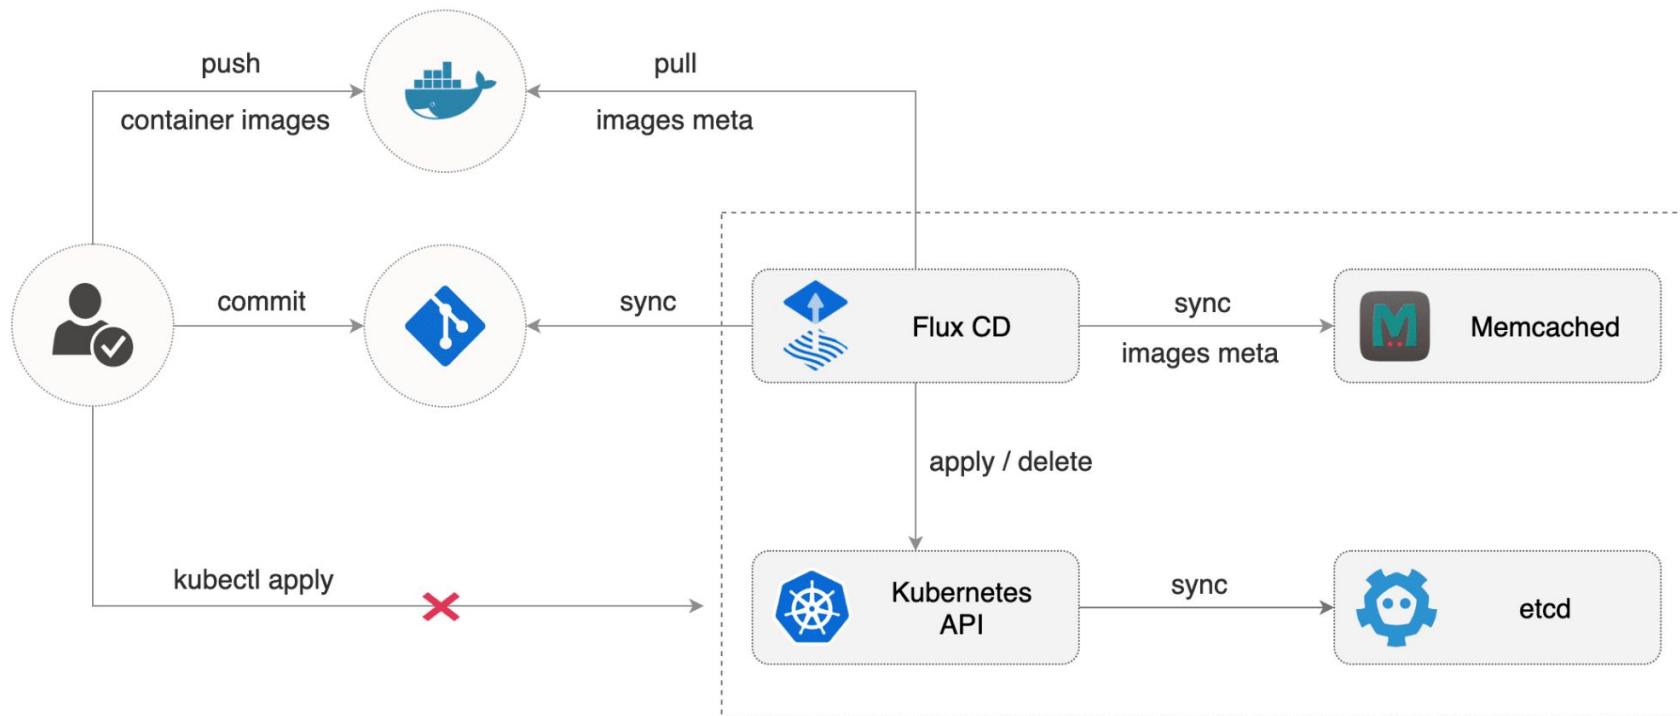 push
container images
pull
images meta
commit
sync
Flux CD
sync
images meta
Memcached
apply / delete
kubectl apply
Kubernetes
API
sync
etcd